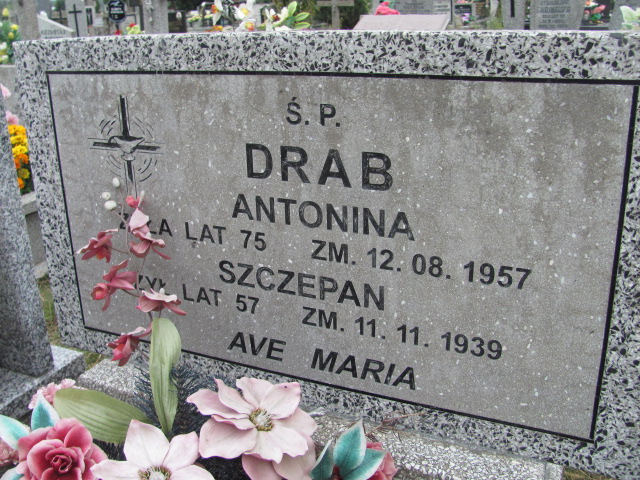 Ś. P.
DRAB
ANTONINA
LAT 75 ZM. 12. 08. 1957
SZCZEPAN
LAT 57 ZM. 11. 11. 1939
AVE MARIA